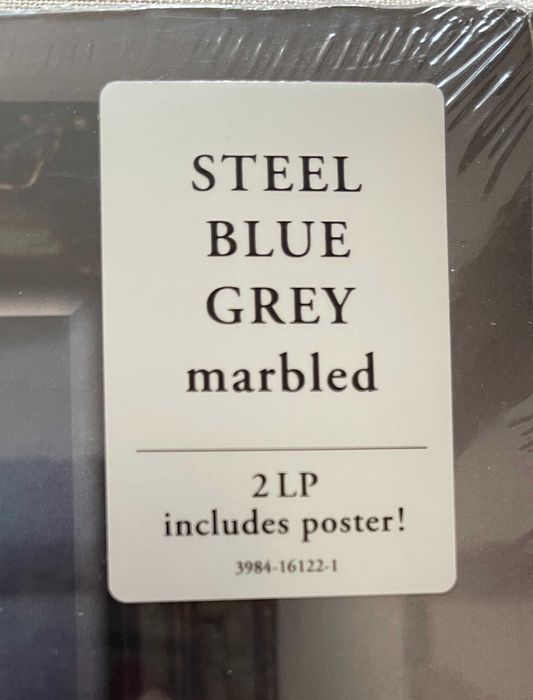 STEEL
BLUE
GREY
marbled
2 LP
includes poster!
3984-16122-1